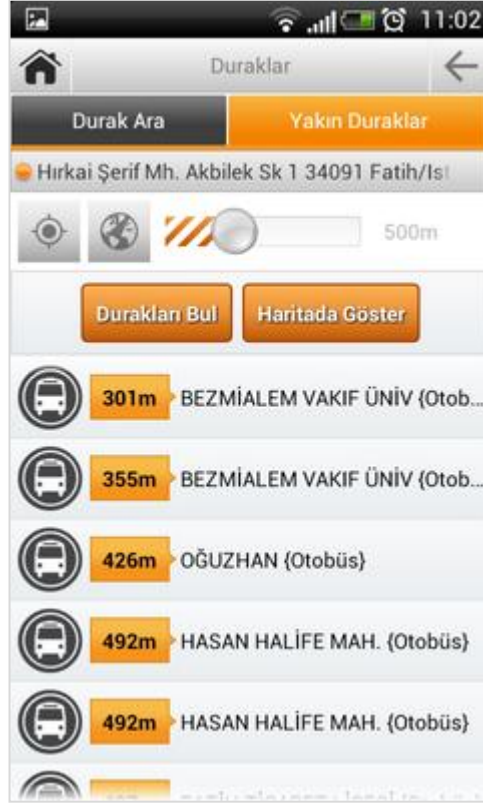 11:02
Duraklar
Durak Ara
Yakın Duraklar
Hırkai Şerif Mh. Akbilek Sk 1 34091 Fatih/Ist
500m
Durakları Bul
Haritada Göster
301m BEZMİALEM VAKIF ÜNİV {Otob...
355m BEZMİALEM VAKIF ÜNİV {Otob...
426m OĞUZHAN {Otobüs}
492m HASAN HALİFE MAH. {Otobüs}
492m HASAN HALİFE MAH. {Otobüs}